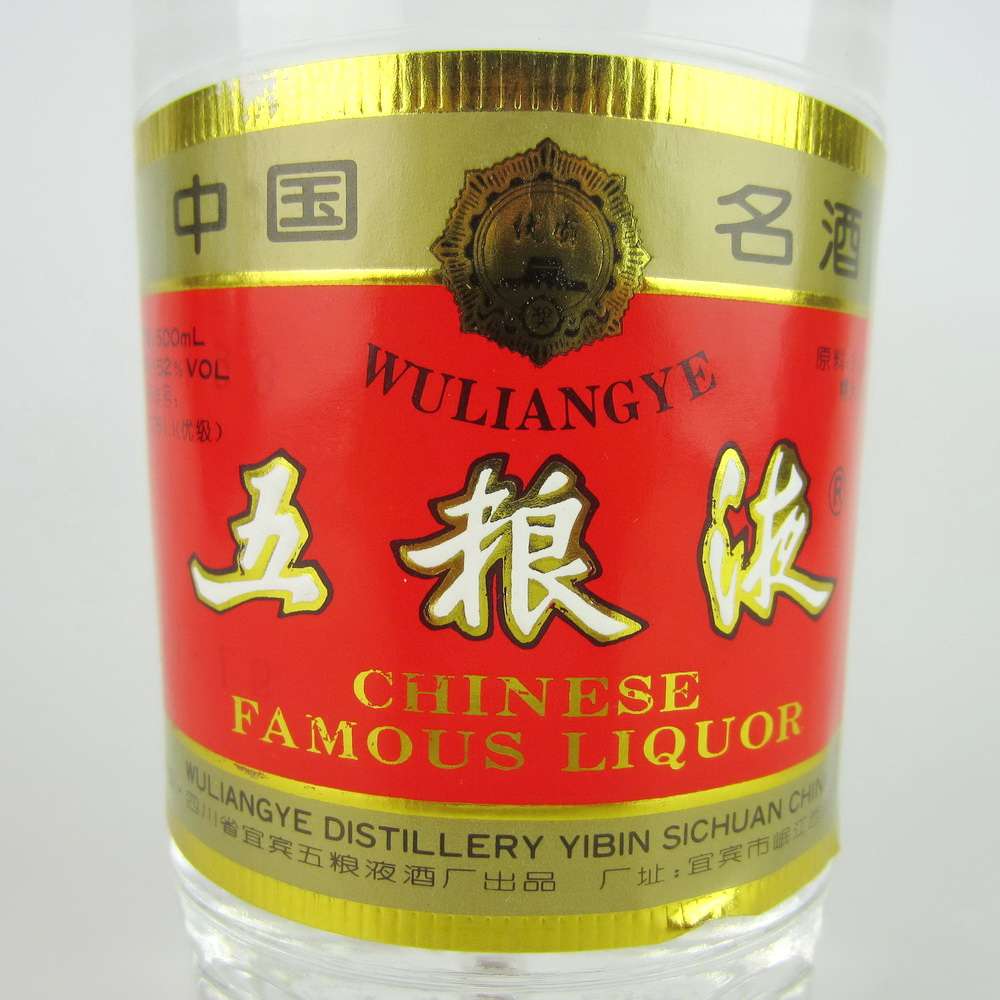 中国 名酒
500mL
52%VOL
(优级)
原料:
WULIANGYE
五粮液®
CHINESE
FAMOUS LIQUOR
WULIANGYE DISTILLERY YIBIN SICHUAN CHIN
四川省宜宾五粮液酒厂出品 厂址:宜宾市岷江